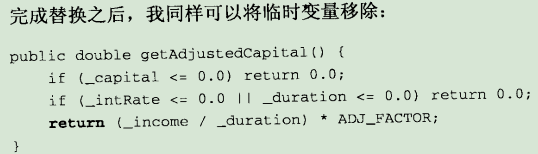 完成替换之后，我同样可以将临时变量移除：
public double getAdjustedCapital() {
    if (_capital <= 0.0) return 0.0;
    if (_intRate <= 0.0 || _duration <= 0.0) return 0.0;
    return (_income / _duration) * ADJ_FACTOR;
}